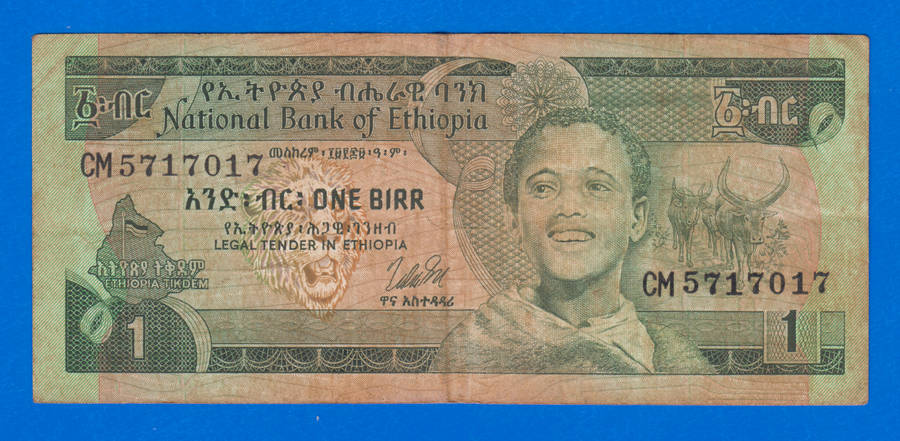 ፩፡ብር
የኢትዮጵያ ብሔራዊ ባንክ
፩፡ብር
National Bank of Ethiopia
CM5717017
መስከረም፡
ዓ፡ም፡
አንድ፡ብር፡ ONE BIRR
የኢትዮጵያ፡ሕጋዊ፡ገንዘብ
LEGAL TENDER IN ETHIOPIA
ኢትዮጵያ ትቅደም
ETHIOPIA TIKDEM
ዋና አስተዳዳሪ
CM5717017
1
1